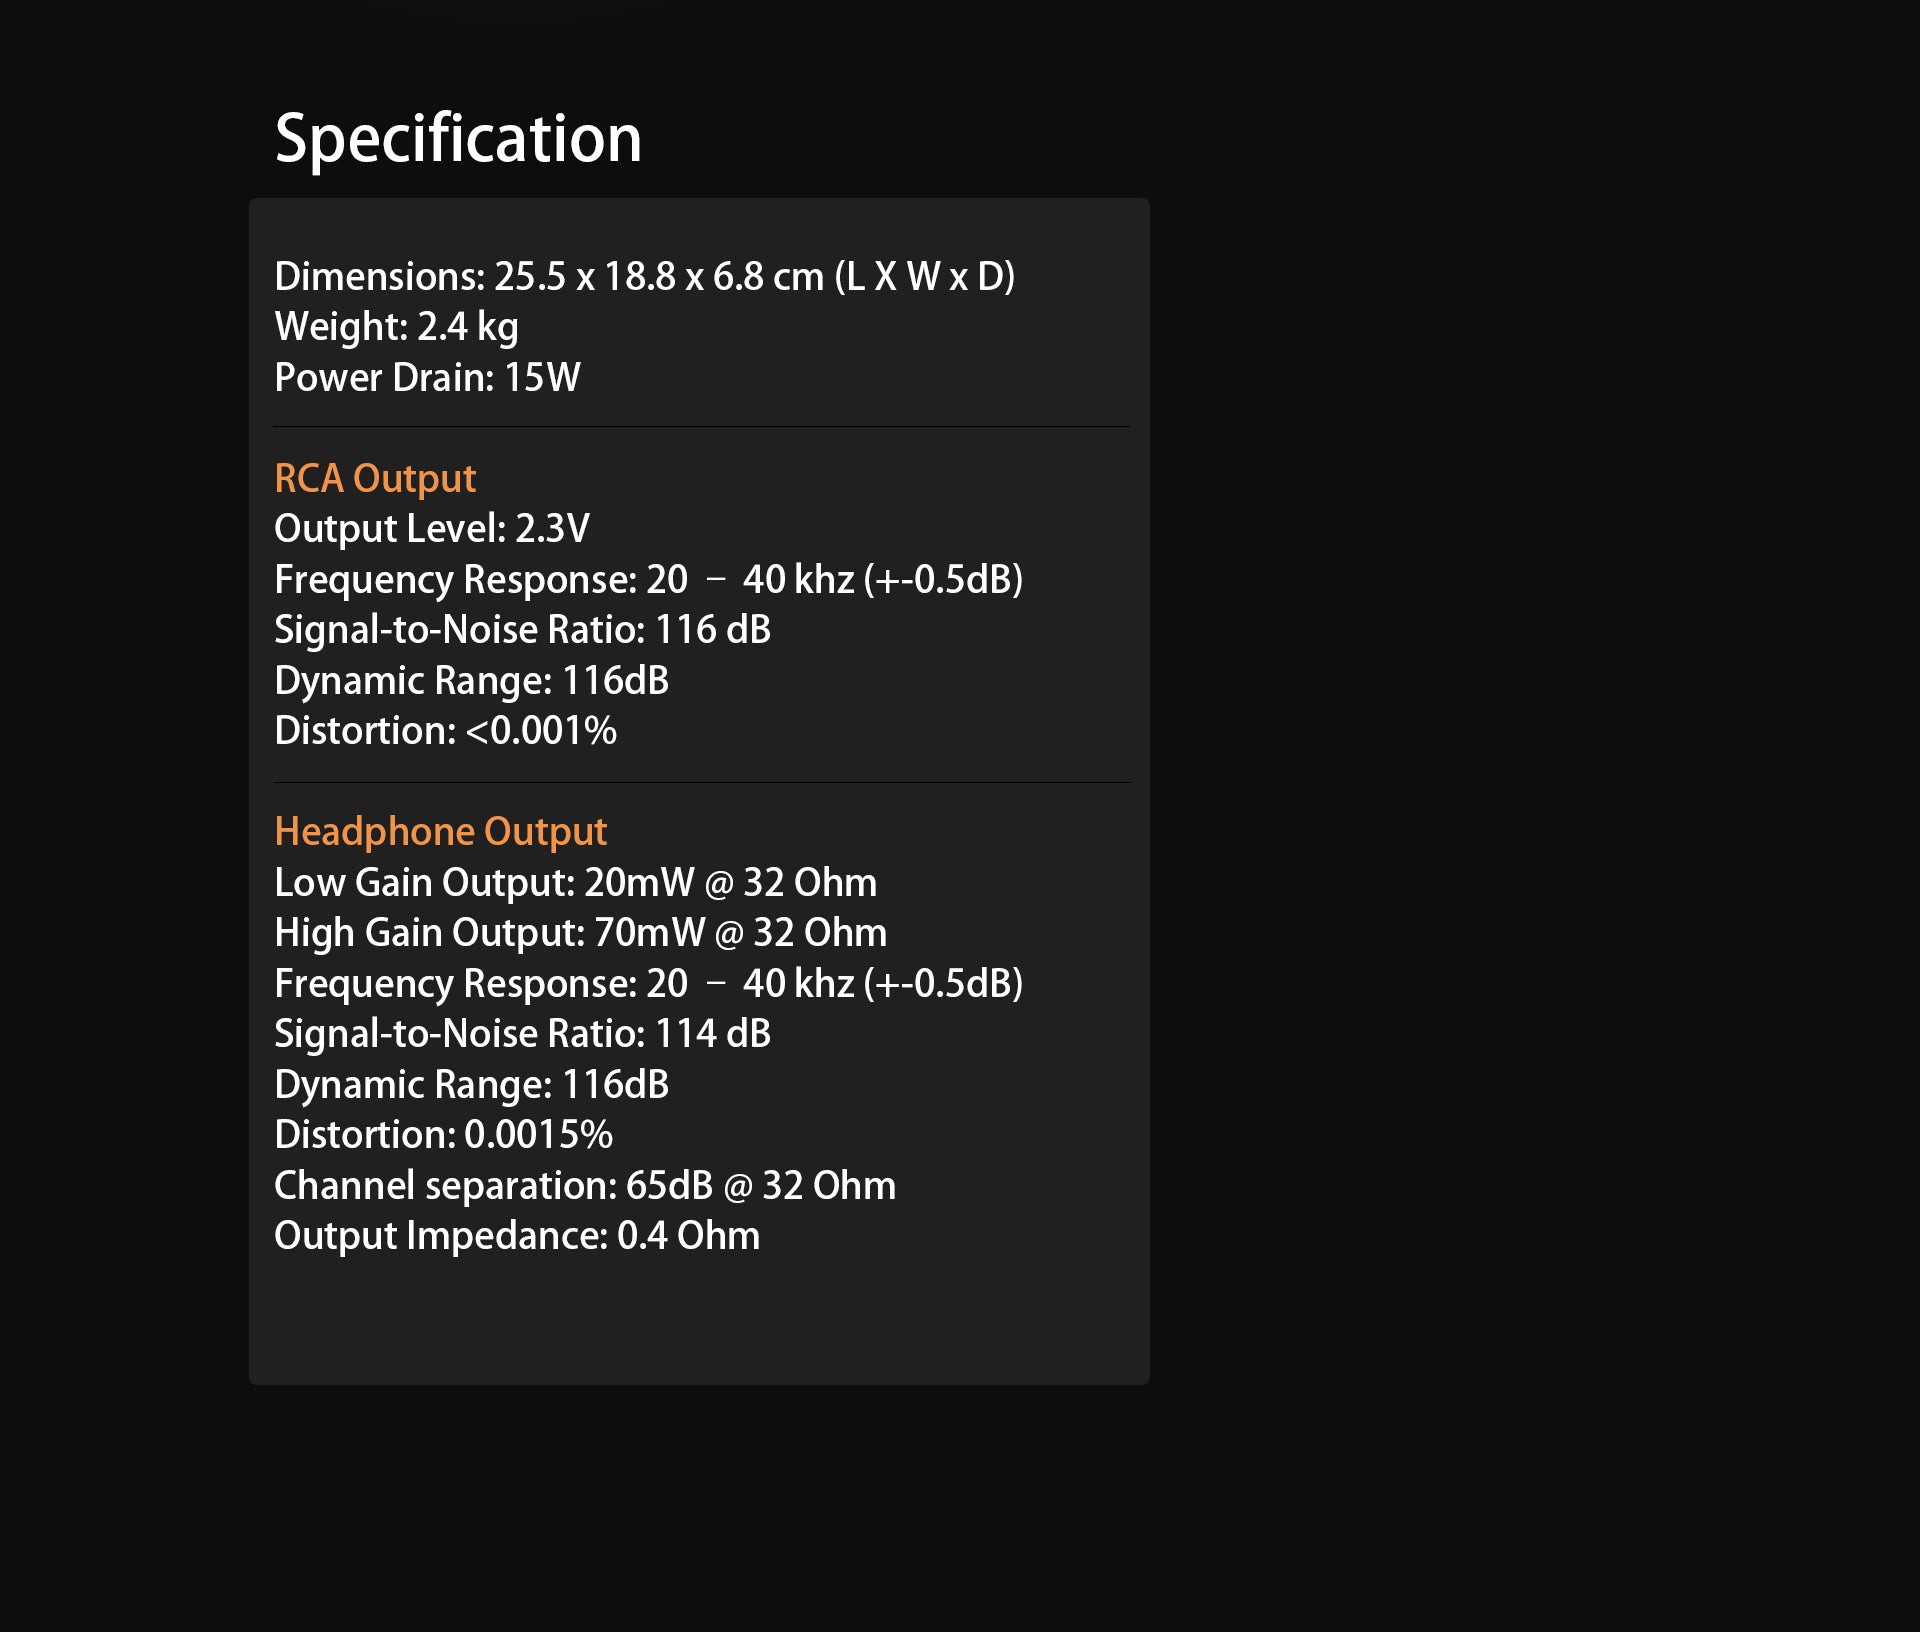 Specification
Dimensions: 25.5 x 18.8 x 6.8 cm (L X W x D)
Weight: 2.4 kg
Power Drain: 15W
RCA Output
Output Level: 2.3V
Frequency Response: 20 – 40 khz (+-0.5dB)
Signal-to-Noise Ratio: 116 dB
Dynamic Range: 116dB
Distortion: <0.001%
Headphone Output
Low Gain Output: 20mW @ 32 Ohm
High Gain Output: 70mW @ 32 Ohm
Frequency Response: 20 – 40 khz (+-0.5dB)
Signal-to-Noise Ratio: 114 dB
Dynamic Range: 116dB
Distortion: 0.0015%
Channel separation: 65dB @ 32 Ohm
Output Impedance: 0.4 Ohm